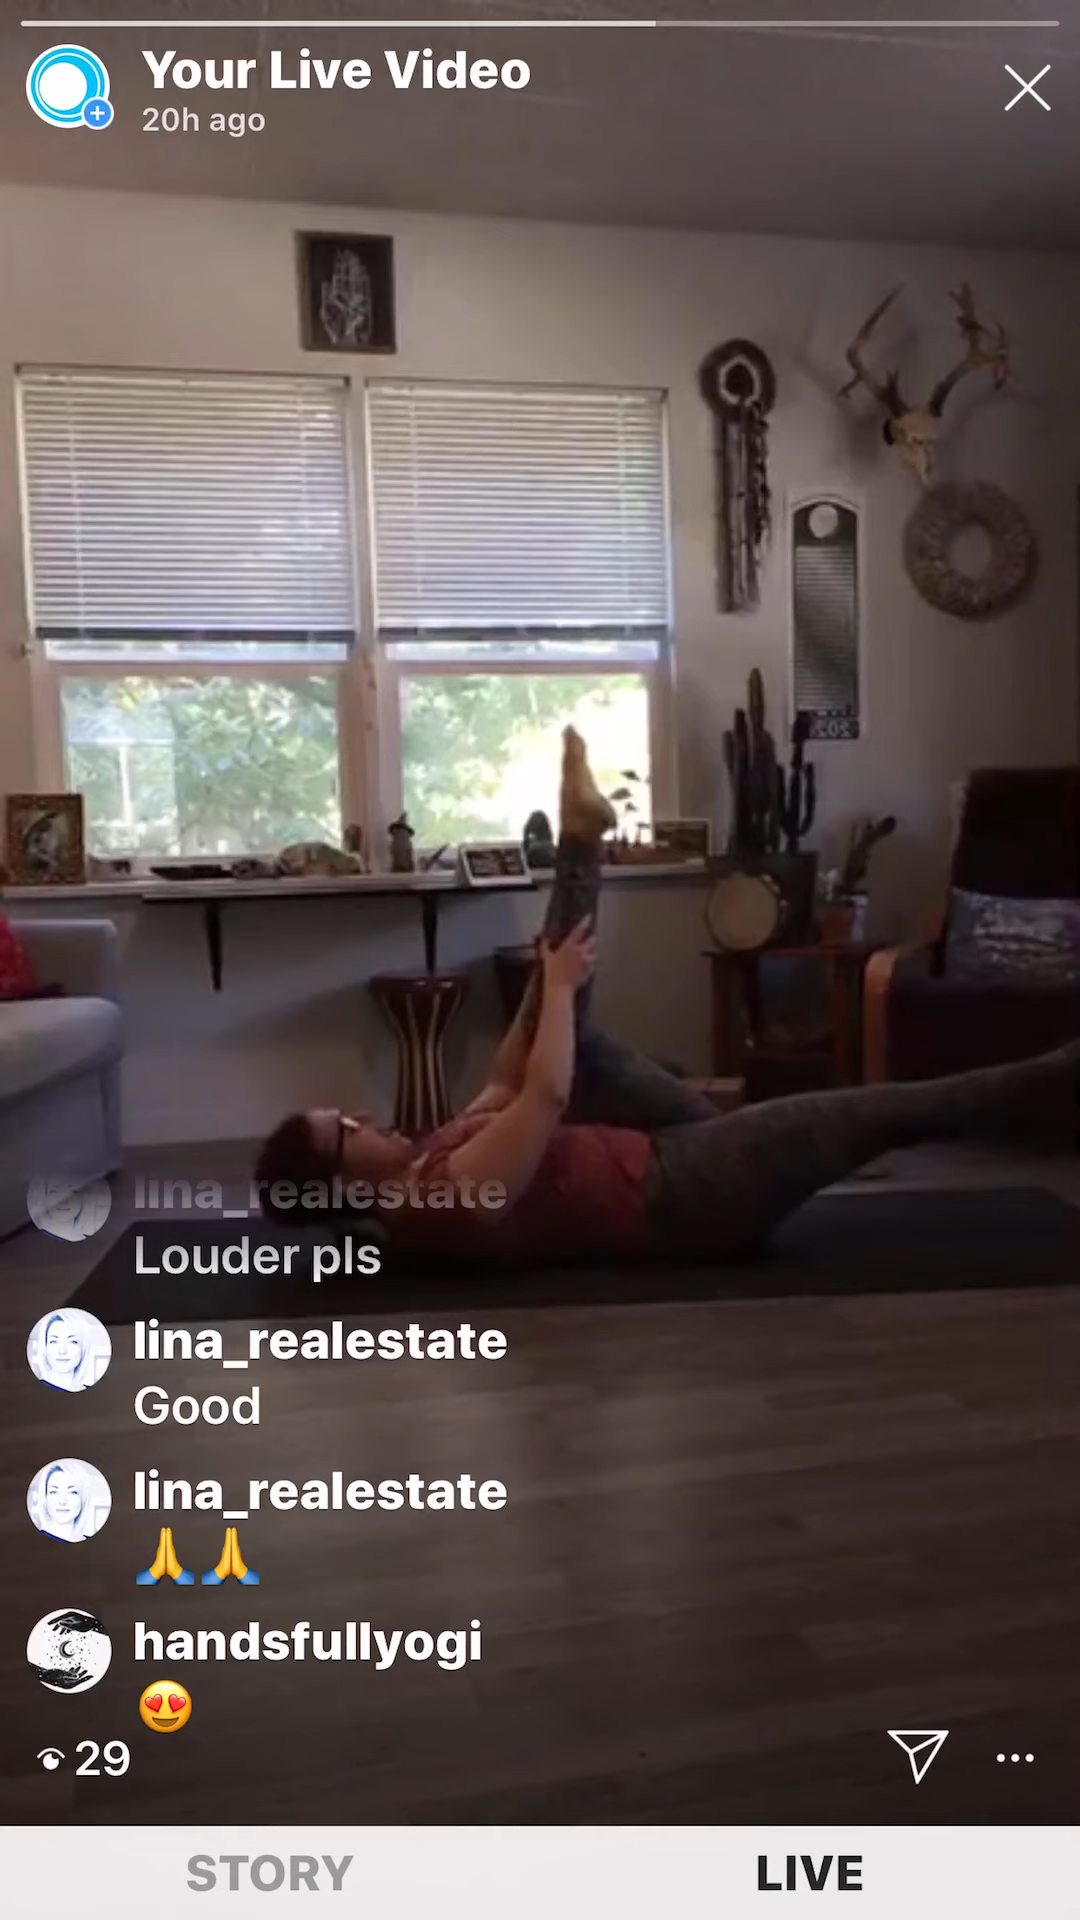 Your Live Video
20h ago
lina_realestate
Louder pls
lina_realestate
Good
lina_realestate
🙏🙏
handsfullyogi
😍
29
STORY
LIVE